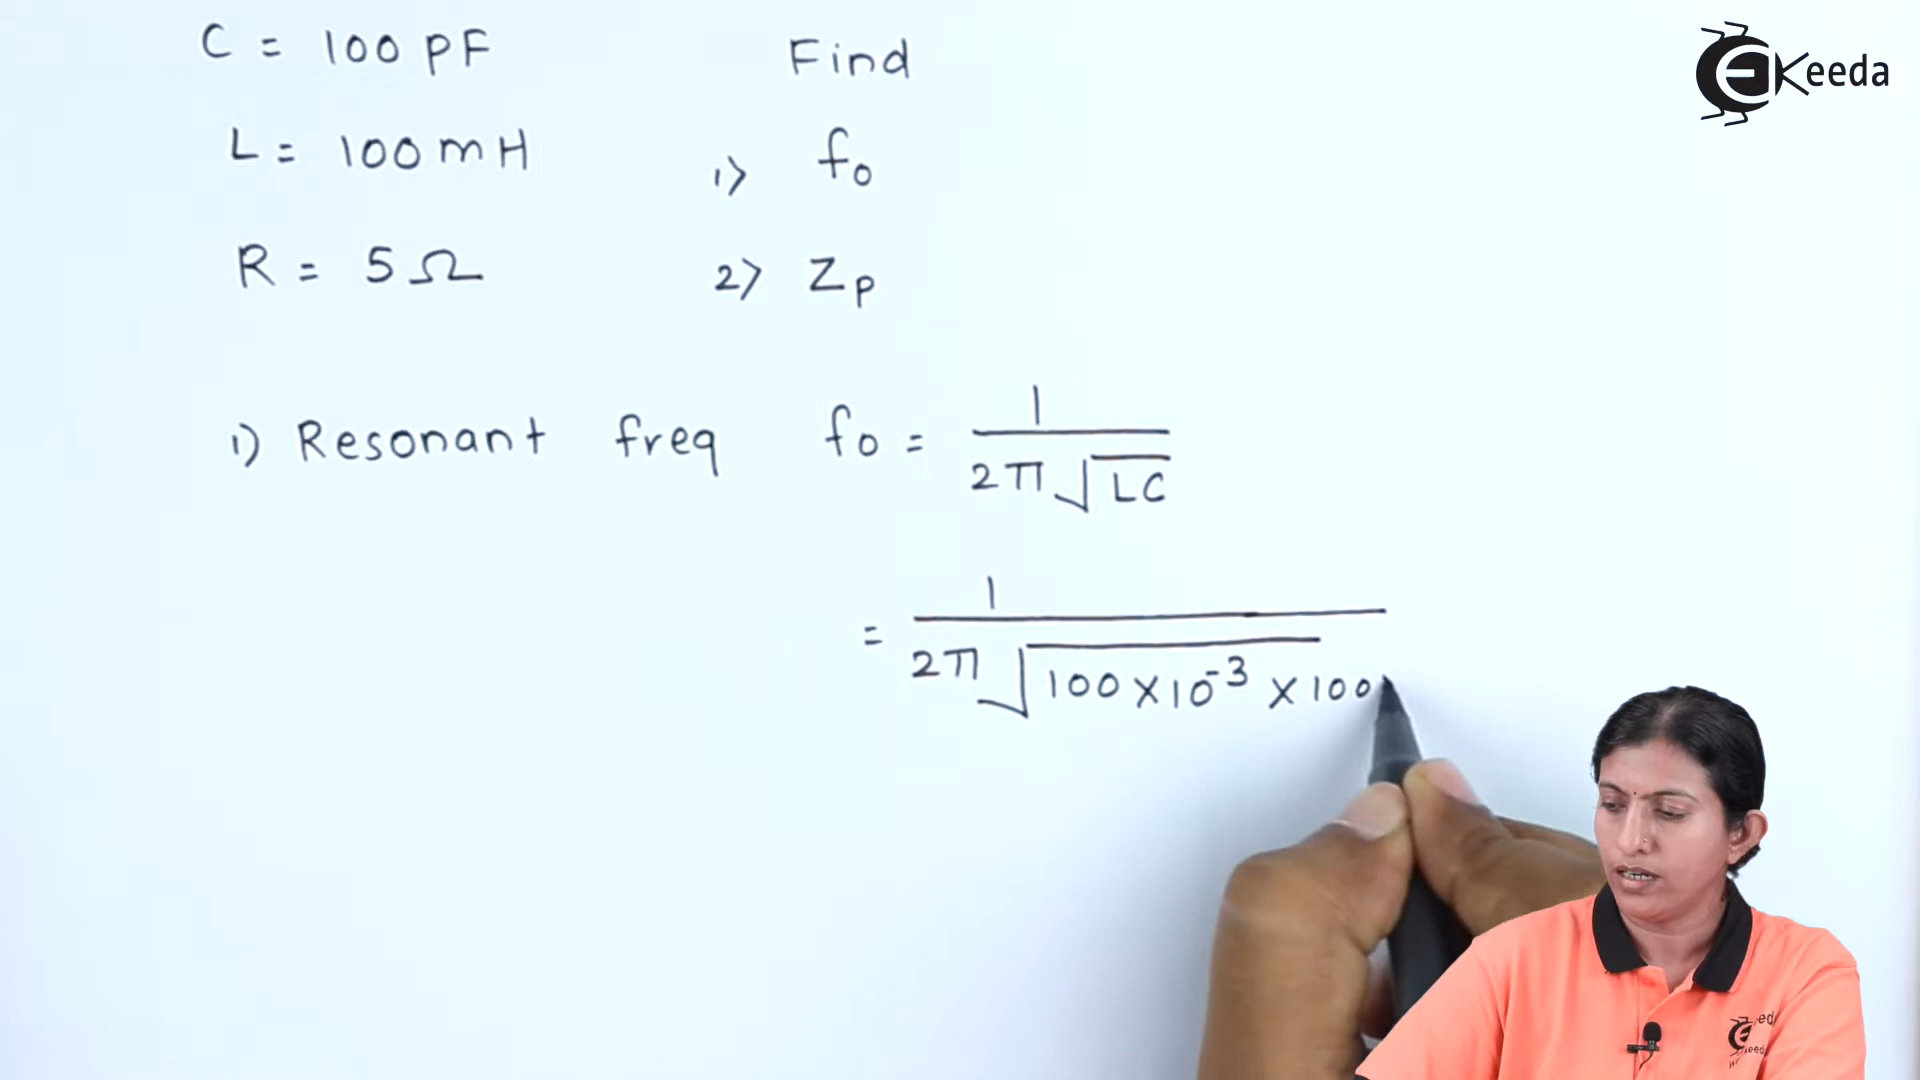 C = 100 pF
L = 100 mH
R = 5 Ω
Find
1> f0
2> Zp
1) Resonant freq f0 = 1 / 2π √LC
= 1 / 2π √100 × 10⁻³ × 100
Keeda